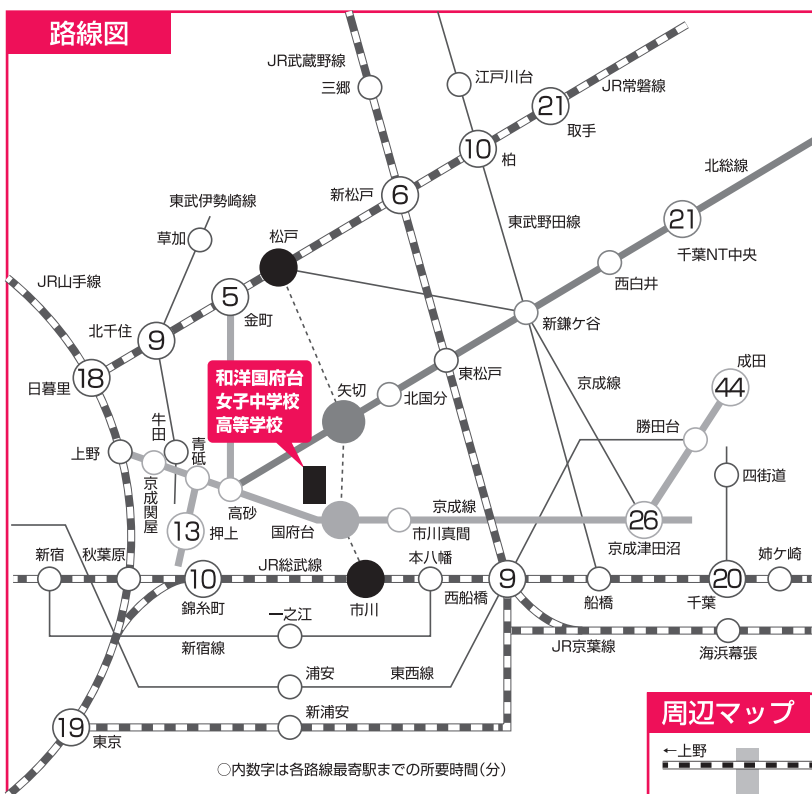 路線図
JR武蔵野線
三郷
江戸川台
JR常磐線
21
取手
10
柏
新松戸
6
北総線
東武伊勢崎線
草加
松戸
東武野田線
21
千葉NT中央
西白井
JR山手線
5
金町
新鎌ケ谷
北千住
9
18
日暮里
和洋国府台
女子中学校
高等学校
矢切
北国分
東松戸
京成線
成田
44
牛田
青砥
上野
京成関屋
高砂
勝田台
四街道
13
押上
国府台
京成線
市川真間
26
京成津田沼
新宿
秋葉原
JR総武線
本八幡
姉ケ崎
10
錦糸町
市川
西船橋
9
船橋
20
千葉
一之江
新宿線
JR京葉線
海浜幕張
浦安
東西線
新浦安
19
東京
周辺マップ
←上野
○内数字は各路線最寄駅までの所要時間(分)